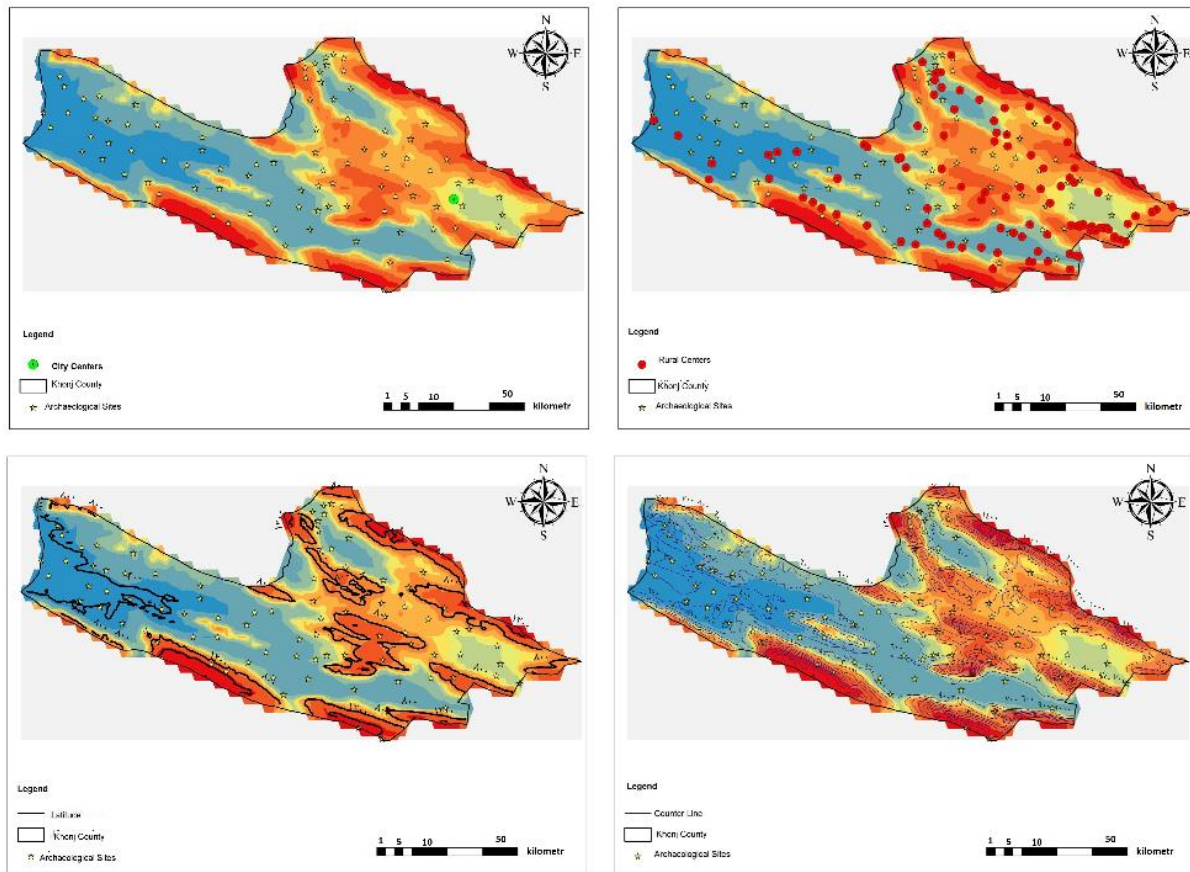 N
W E
S
Legend
City Centers
Khonj County
Archaeological Sites
1 5 10 50
kilometr
N
W E
S
Legend
Rural Centers
Khonj County
Archaeological Sites
1 5 10 50
kilometr
N
W E
S
Legend
Latitude
Khonj County
Archaeological Sites
1 5 10 50
kilometr
N
W E
S
Legend
Counter Line
Khonj County
Archaeological Sites
1 5 10 50
kilometr